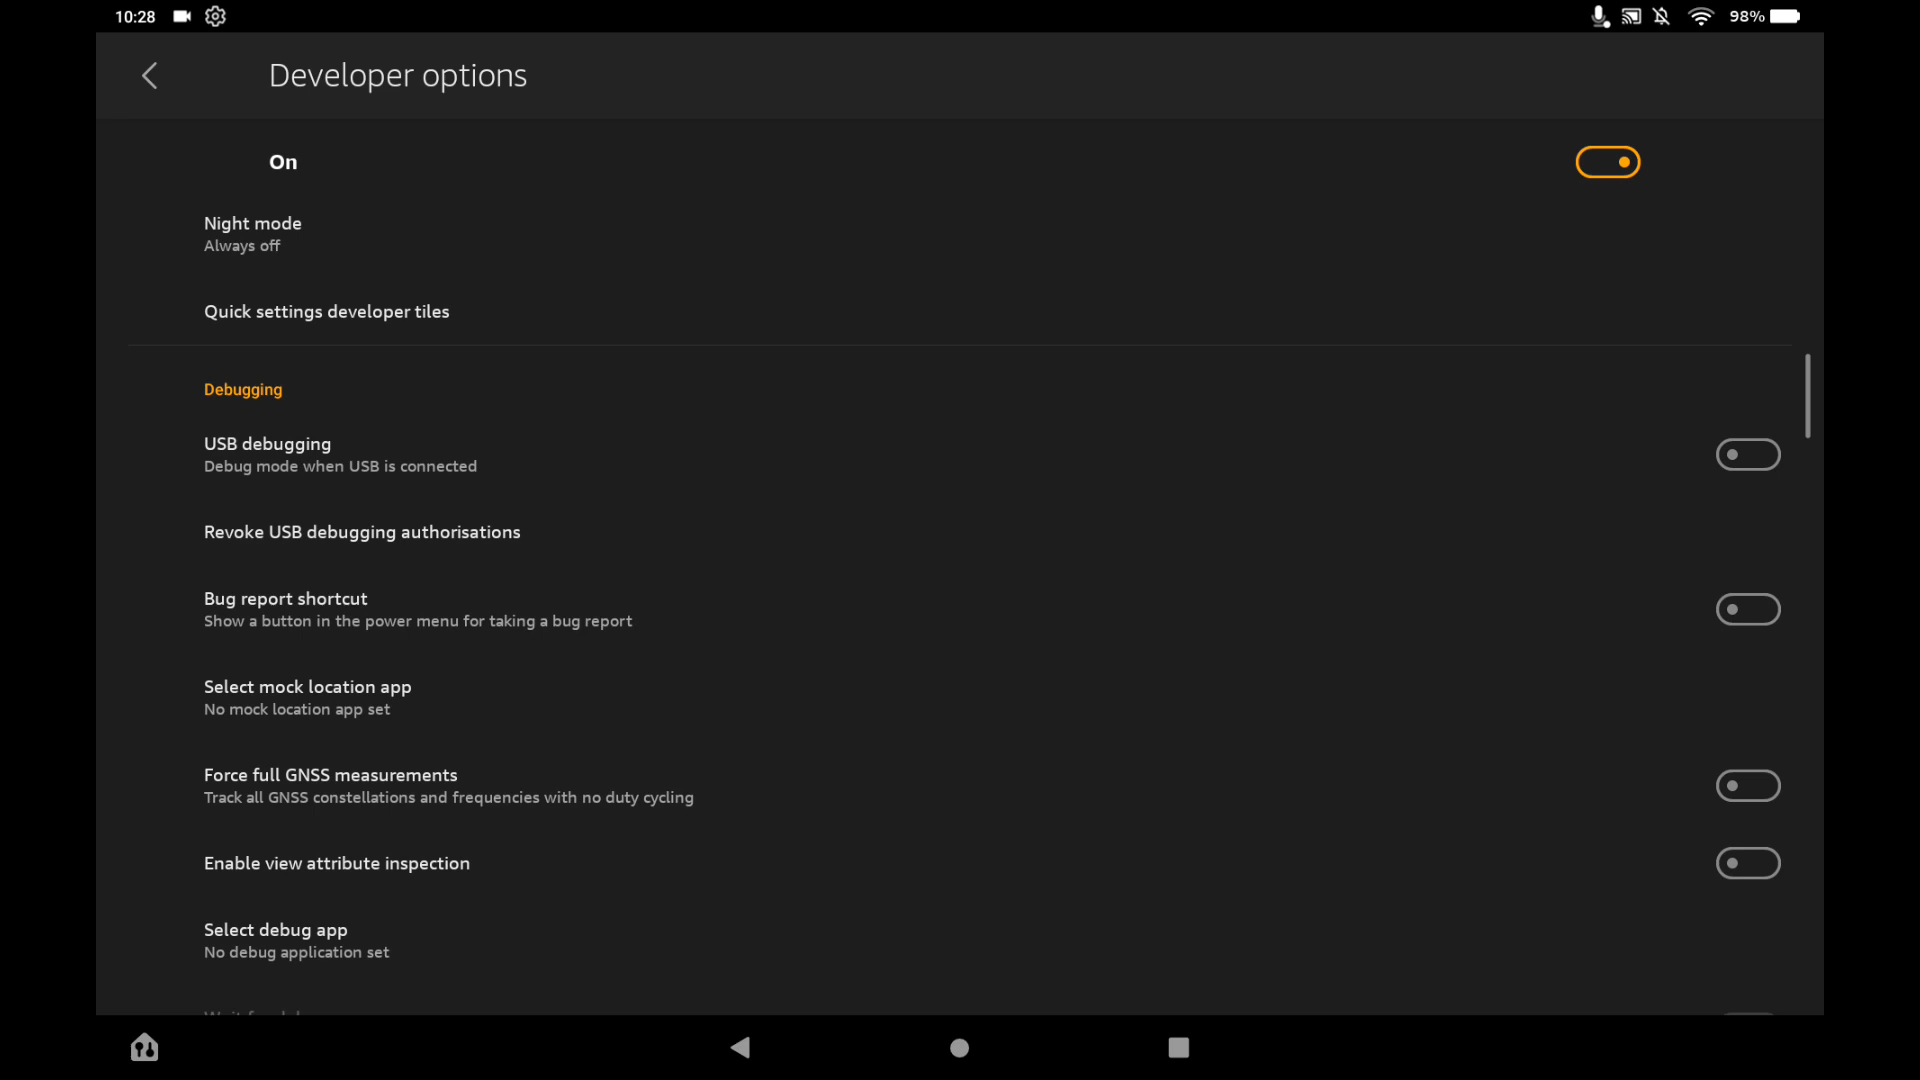 10:28
98%
Developer options
On
Night mode
Always off
Quick settings developer tiles
Debugging
USB debugging
Debug mode when USB is connected
Revoke USB debugging authorisations
Bug report shortcut
Show a button in the power menu for taking a bug report
Select mock location app
No mock location app set
Force full GNSS measurements
Track all GNSS constellations and frequencies with no duty cycling
Enable view attribute inspection
Select debug app
No debug application set